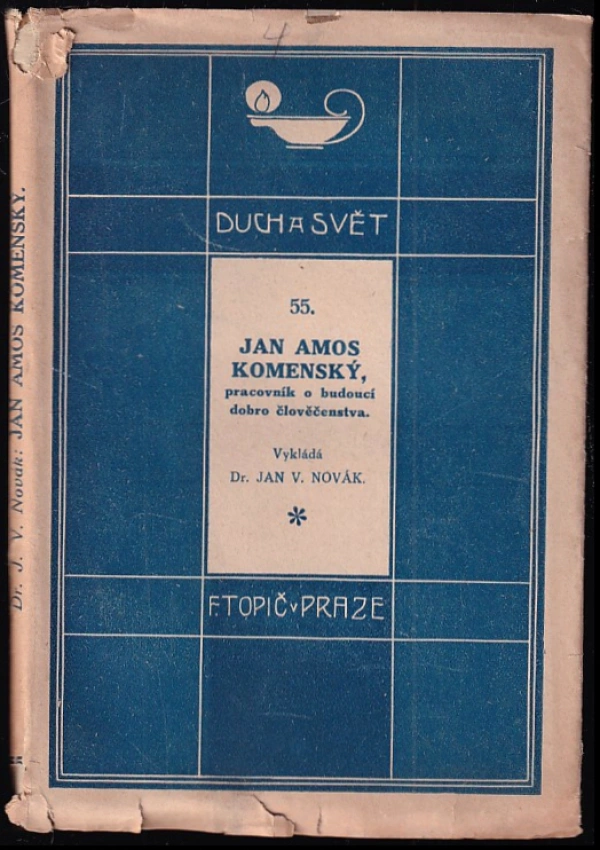 4
DUCH A SVĚT
55.
JAN AMOS
KOMENSKÝ,
pracovník o budoucí
dobro člověčenstva.
Vykládá
Dr. JAN V. NOVÁK.
*
F. TOPIČ V PRAZE
Dr. J. V. Novák: JAN AMOS KOMENSKÝ.